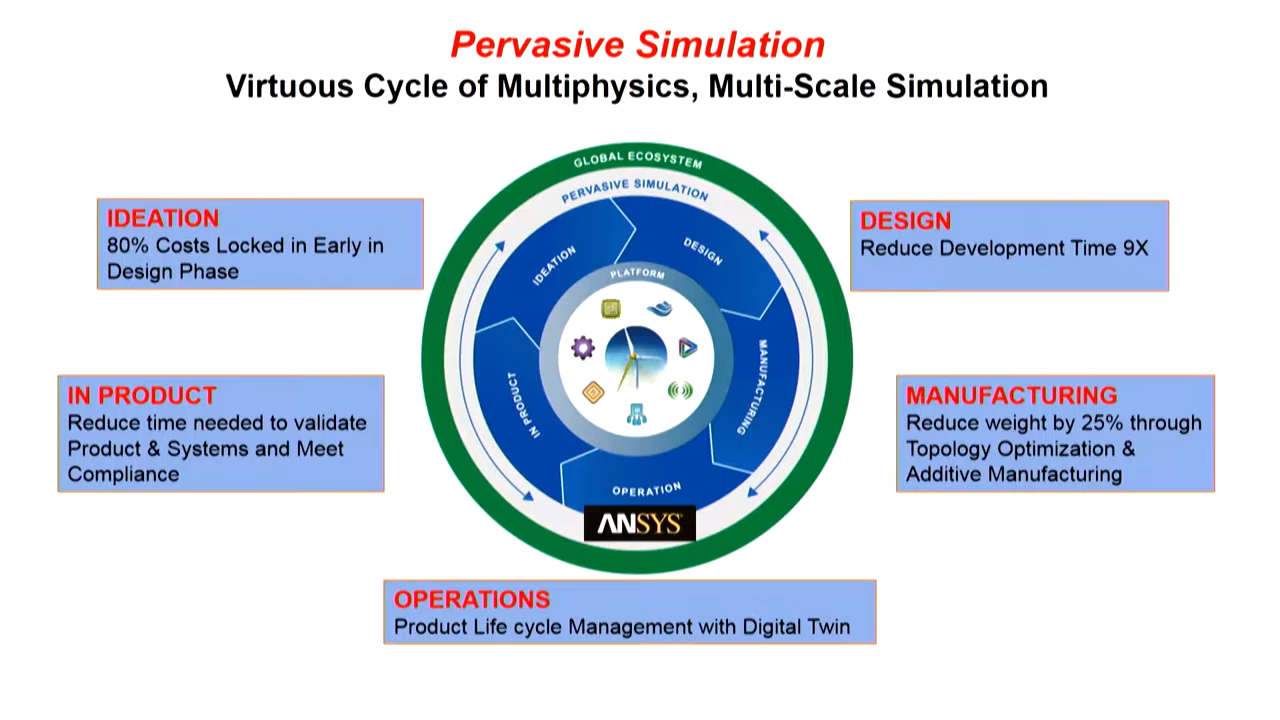 Pervasive Simulation
Virtuous Cycle of Multiphysics, Multi-Scale Simulation
GLOBAL ECOSYSTEM
PERVASIVE SIMULATION
IDEATION
DESIGN
PLATFORM
MANUFACTURING
IN PRODUCT
OPERATION
ANSYS
IDEATION
80% Costs Locked in Early in
Design Phase
DESIGN
Reduce Development Time 9X
IN PRODUCT
Reduce time needed to validate
Product & Systems and Meet
Compliance
MANUFACTURING
Reduce weight by 25% through
Topology Optimization &
Additive Manufacturing
OPERATIONS
Product Life cycle Management with Digital Twin